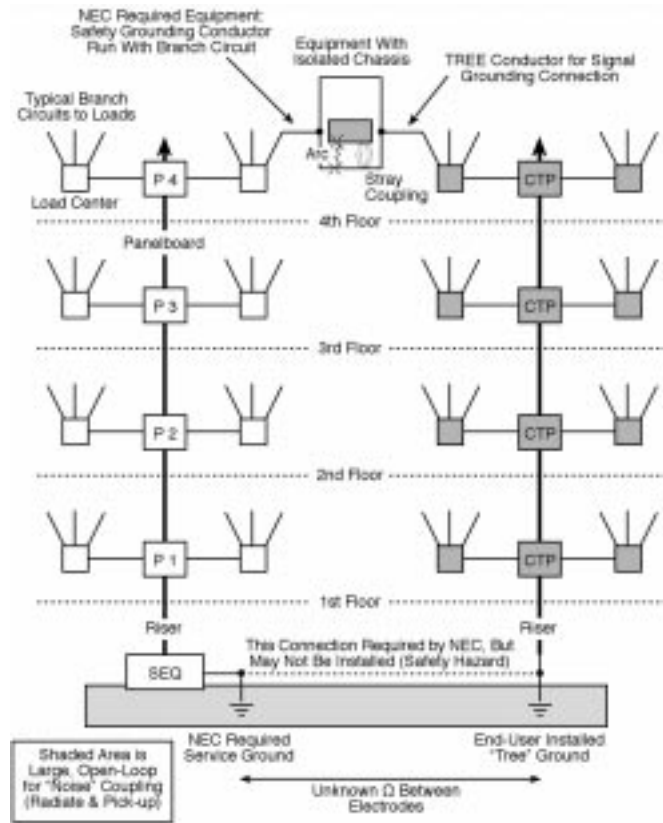 NEC Required Equipment:
Safety Grounding Conductor
Run With Branch Circuit
Equipment With
Isolated Chassis
TREE Conductor for Signal
Grounding Connection
Typical Branch
Circuits to Loads
Arc
Stray
Coupling
P 4
CTP
Load Center
4th Floor
Panelboard
P 3
CTP
3rd Floor
P 2
CTP
2nd Floor
P 1
CTP
1st Floor
Riser
Riser
This Connection Required by NEC, But
May Not Be Installed (Safety Hazard)
SEQ
NEC Required
Service Ground
End-User Installed
"Tree" Ground
Shaded Area is
Large, Open-Loop
for "Noise" Coupling
(Radiate & Pick-up)
Unknown Ω Between
Electrodes